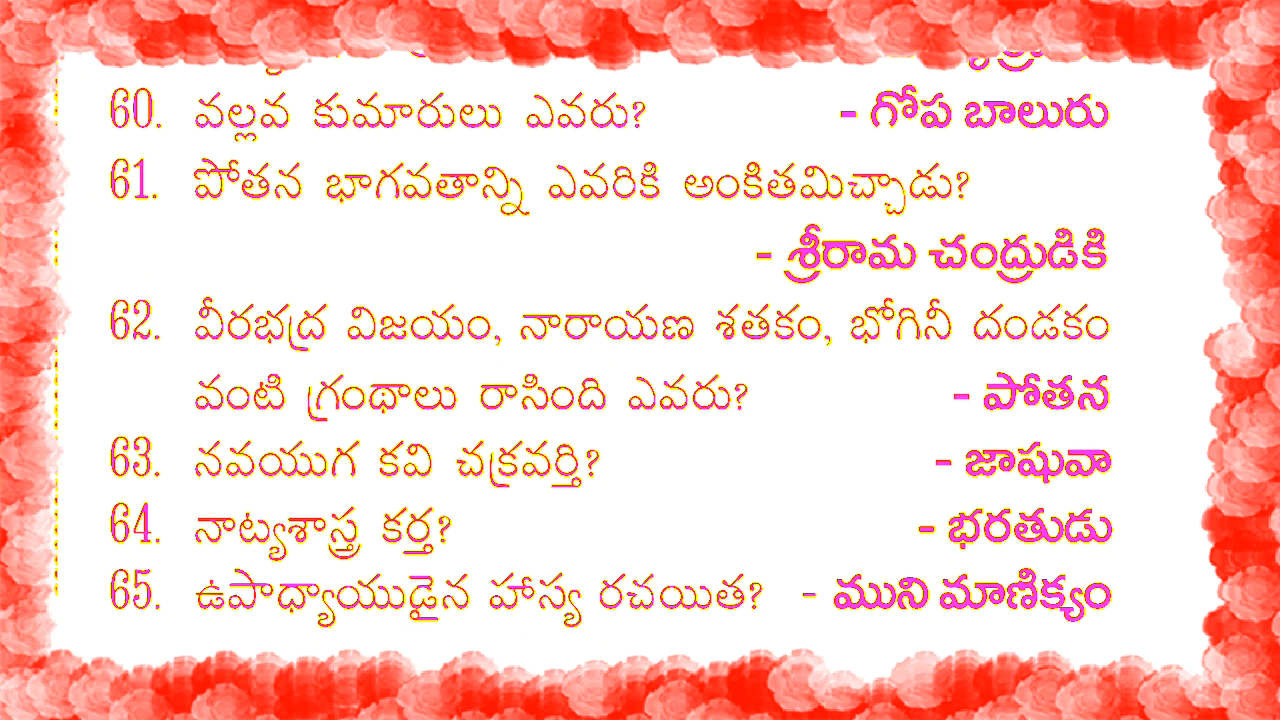 60. వల్లవ కుమారులు ఎవరు? - గోప బాలురు
61. పోతన భాగవతాన్ని ఎవరికి అంకితమిచ్చాడు?
- శ్రీరామ చంద్రుడికి
62. వీరభద్ర విజయం, నారాయణ శతకం, భోగినీ దండకం
వంటి గ్రంథాలు రాసింది ఎవరు? - పోతన
63. నవయుగ కవి చక్రవర్తి? - జాషువా
64. నాట్యశాస్త్ర కర్త? - భరతుడు
65. ఉపాధ్యాయుడైన హాస్య రచయిత? - ముని మాణిక్యం